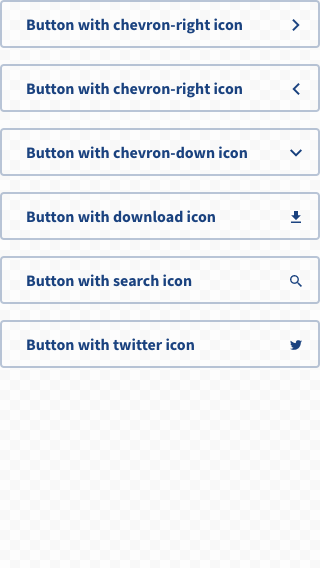 Button with chevron-right icon
Button with chevron-right icon
Button with chevron-down icon
Button with download icon
Button with search icon
Button with twitter icon